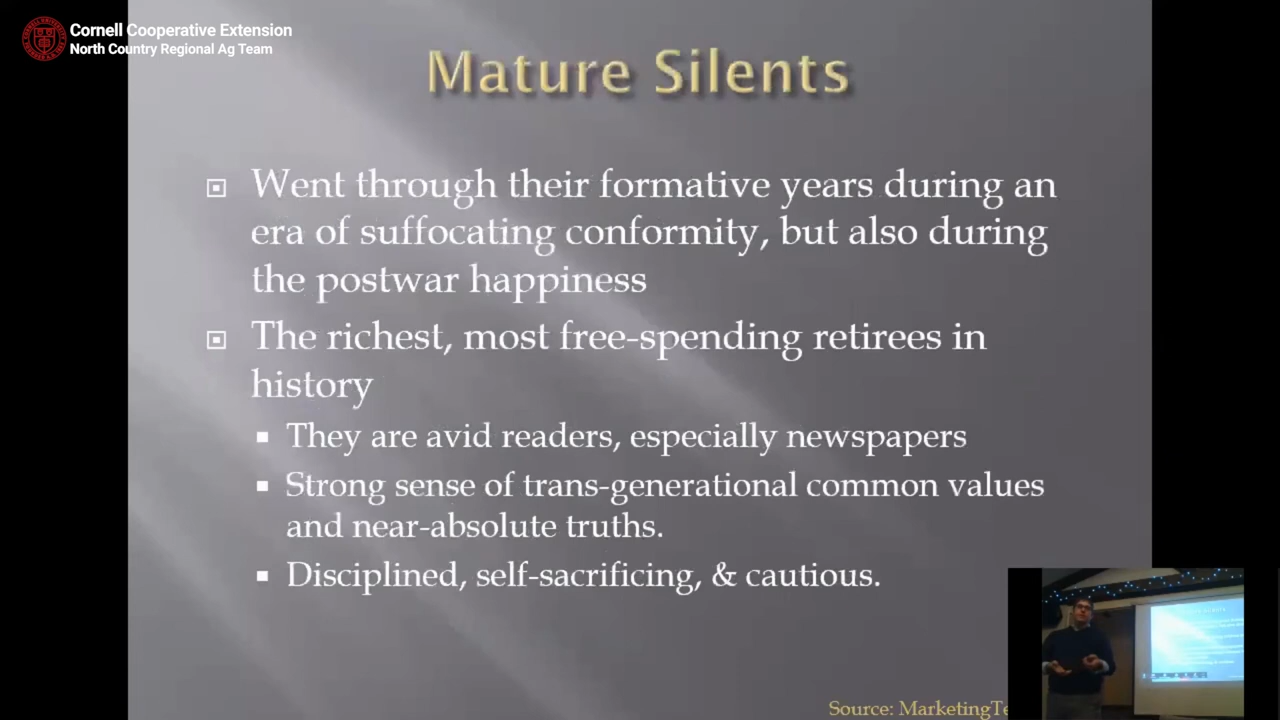 Cornell Cooperative Extension
North Country Regional Ag Team
Mature Silents
Went through their formative years during an
era of suffocating conformity, but also during
the postwar happiness
The richest, most free-spending retirees in
history
They are avid readers, especially newspapers
Strong sense of trans-generational common values
and near-absolute truths.
Disciplined, self-sacrificing, & cautious.
Source: